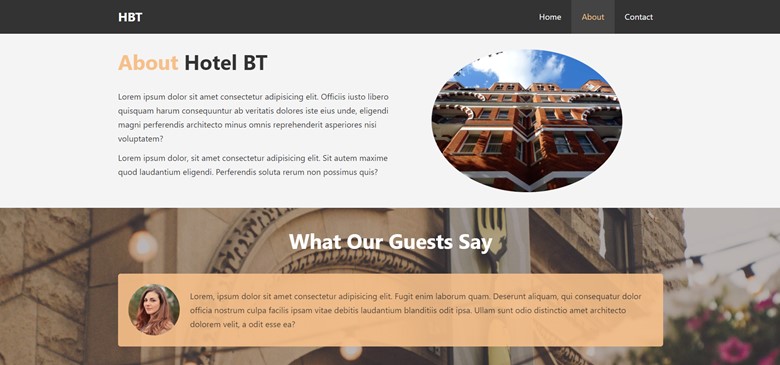 HBT
Home
About
Contact
About Hotel BT
Lorem ipsum dolor sit amet consectetur adipisicing elit. Officiis iusto libero
quisquam harum consequuntur ab veritatis dolores iste eius unde, eligendi
magni perferendis architecto minus omnis reprehenderit asperiores nisi
voluptatem?
Lorem ipsum dolor, sit amet consectetur adipisicing elit. Sit autem maxime
quod laudantium eligendi. Perferendis soluta rerum non possimus quis?
What Our Guests Say
Lorem, ipsum dolor sit amet consectetur adipisicing elit. Fugit enim laborum quam. Deserunt aliquam, qui consequatur dolor
officia nostrum culpa facilis ipsam vitae debitis laudantium blanditiis odit ipsa. Ullam sunt odio distinctio amet architecto
dolorem velit, a odit esse ea?